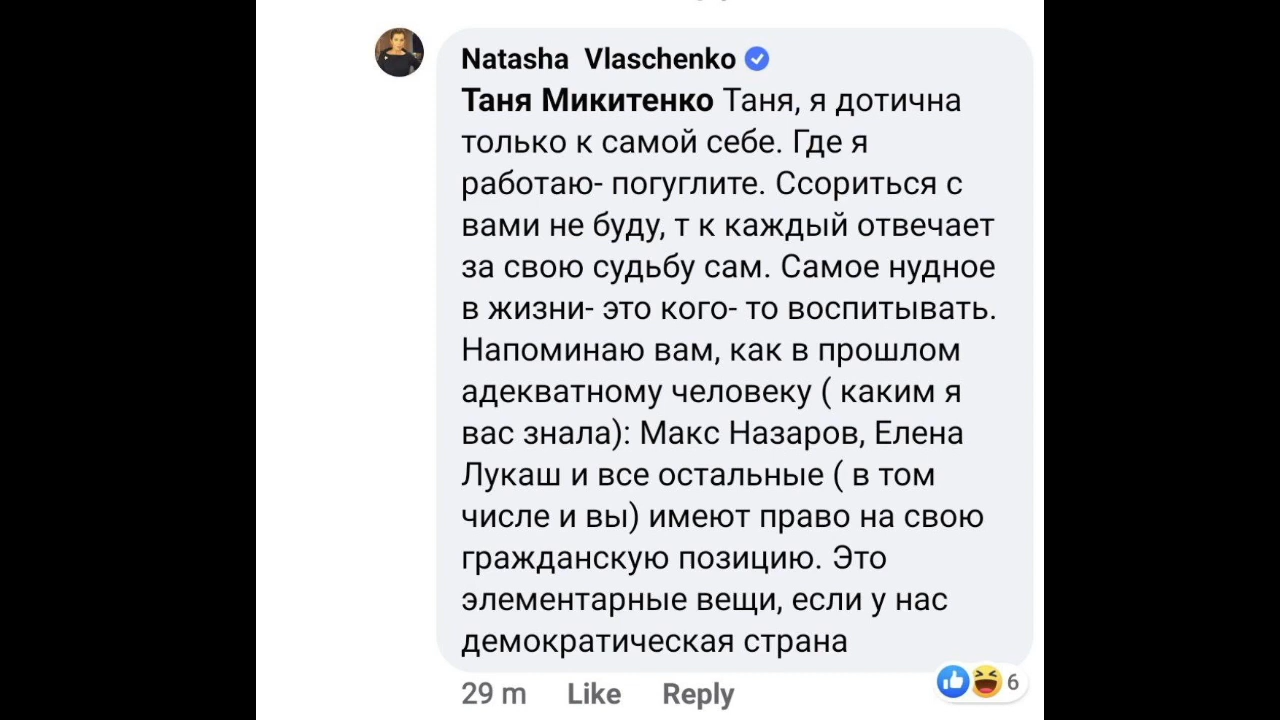 Natasha Vlaschenko
Таня Микитенко Таня, я дотична
только к самой себе. Где я
работаю- погуглите. Ссориться с
вами не буду, т к каждый отвечает
за свою судьбу сам. Самое нудное
в жизни- это кого- то воспитывать.
Напоминаю вам, как в прошлом
адекватному человеку ( каким я
вас знала): Макс Назаров, Елена
Лукаш и все остальные ( в том
числе и вы) имеют право на свою
гражданскую позицию. Это
элементарные вещи, если у нас
демократическая страна
29 m Like Reply 6